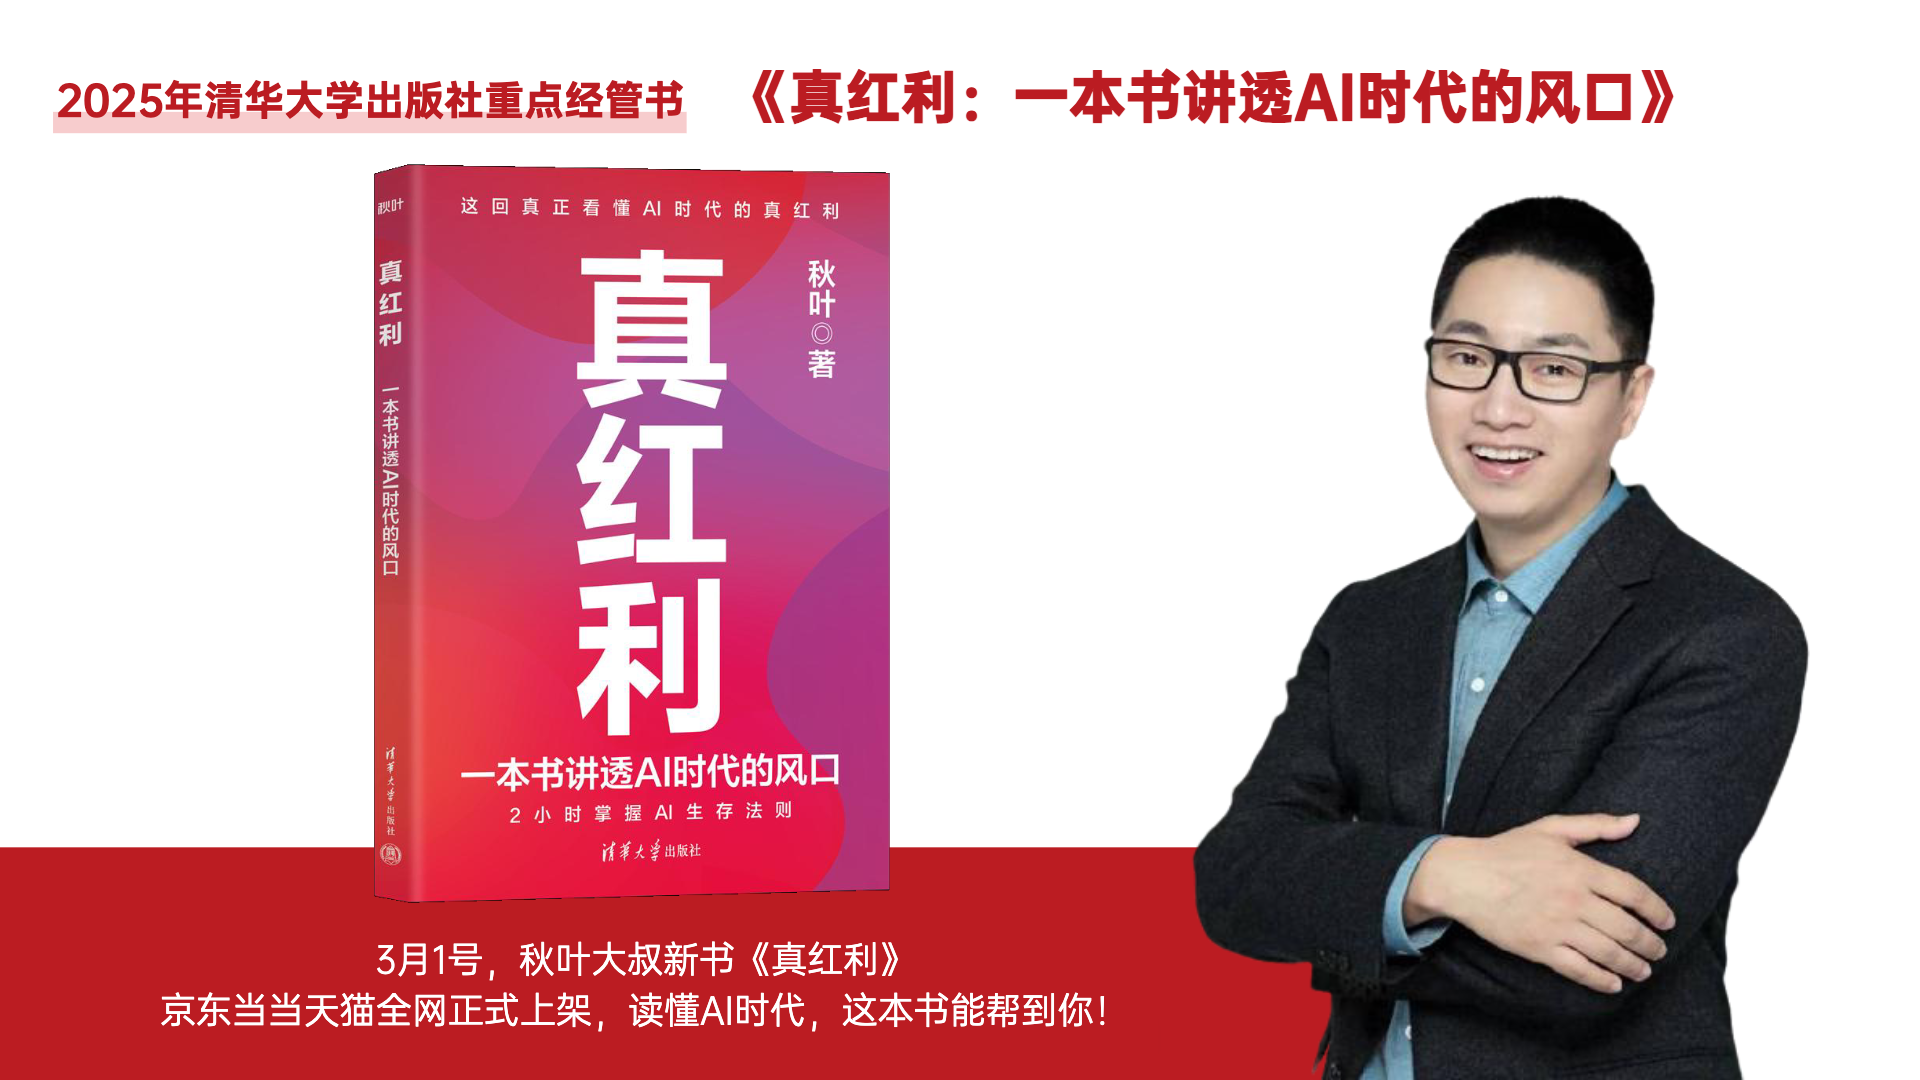 2025年清华大学出版社重点经管书
《真红利：一本书讲透AI时代的风口》
秋叶
真红利
一本书讲透AI时代的风口
清华大学出版社
这回真正看懂AI时代的真红利
真红利
秋叶◎著
一本书讲透AI时代的风口
2小时掌握AI生存法则
清华大学出版社
3月1号，秋叶大叔新书《真红利》
京东当当天猫全网正式上架，读懂AI时代，这本书能帮到你！